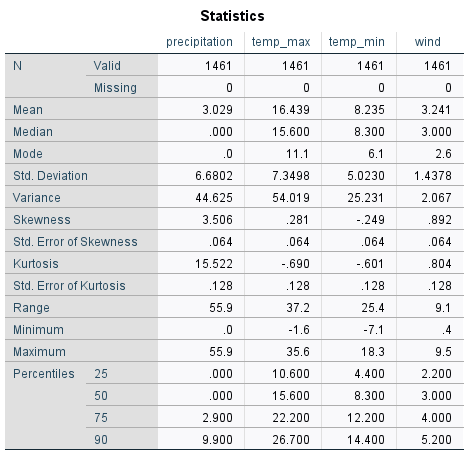 Statistics
precipitation temp_max temp_min wind
N Valid 1461 1461 1461 1461
Missing 0 0 0 0
Mean 3.029 16.439 8.235 3.241
Median .000 15.600 8.300 3.000
Mode .0 11.1 6.1 2.6
Std. Deviation 6.6802 7.3498 5.0230 1.4378
Variance 44.625 54.019 25.231 2.067
Skewness 3.506 .281 -.249 .892
Std. Error of Skewness .064 .064 .064 .064
Kurtosis 15.522 -.690 -.601 .804
Std. Error of Kurtosis .128 .128 .128 .128
Range 55.9 37.2 25.4 9.1
Minimum .0 -1.6 -7.1 .4
Maximum 55.9 35.6 18.3 9.5
Percentiles 25 .000 10.600 4.400 2.200
50 .000 15.600 8.300 3.000
75 2.900 22.200 12.200 4.000
90 9.900 26.700 14.400 5.200